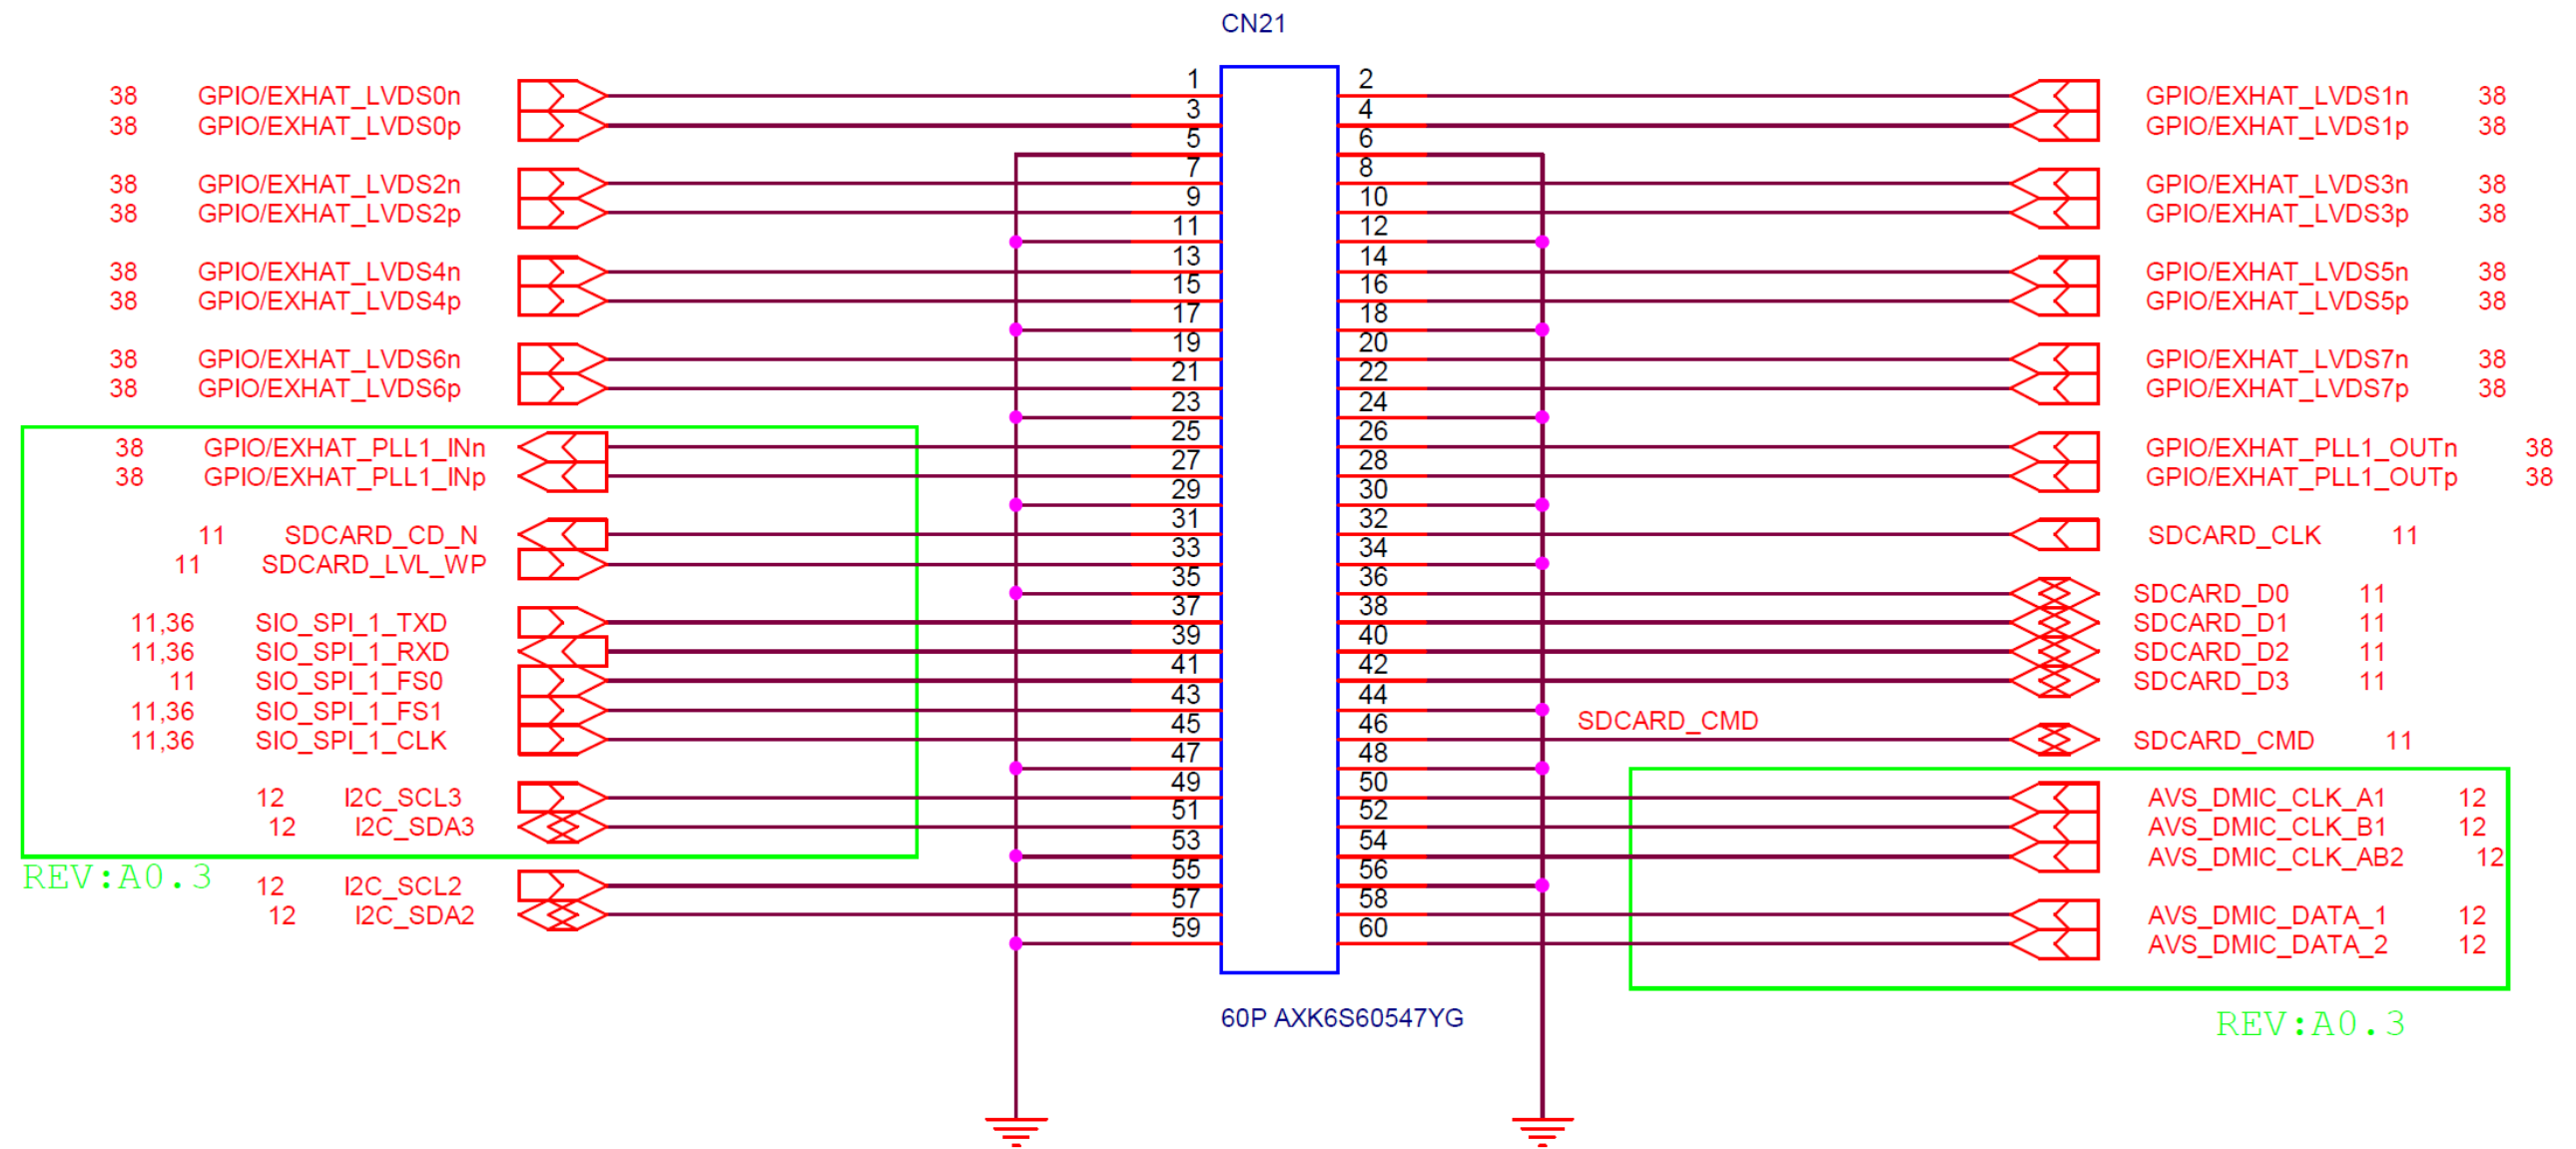 CN21
1 2
38 GPIO/EXHAT_LVDS0n GPIO/EXHAT_LVDS1n 38
3 4
38 GPIO/EXHAT_LVDS0p GPIO/EXHAT_LVDS1p 38
5 6
7 8
38 GPIO/EXHAT_LVDS2n GPIO/EXHAT_LVDS3n 38
9 10
38 GPIO/EXHAT_LVDS2p GPIO/EXHAT_LVDS3p 38
11 12
13 14
38 GPIO/EXHAT_LVDS4n GPIO/EXHAT_LVDS5n 38
15 16
38 GPIO/EXHAT_LVDS4p GPIO/EXHAT_LVDS5p 38
17 18
19 20
38 GPIO/EXHAT_LVDS6n GPIO/EXHAT_LVDS7n 38
21 22
38 GPIO/EXHAT_LVDS6p GPIO/EXHAT_LVDS7p 38
23 24
25 26
38 GPIO/EXHAT_PLL1_INn GPIO/EXHAT_PLL1_OUTn 38
27 28
38 GPIO/EXHAT_PLL1_INp GPIO/EXHAT_PLL1_OUTp 38
29 30
31 32
11 SDCARD_CD_N SDCARD_CLK 11
33 34
11 SDCARD_LVL_WP
35 36
SDCARD_D0 11
37 38
11,36 SIO_SPI_1_TXD SDCARD_D1 11
39 40
11,36 SIO_SPI_1_RXD SDCARD_D2 11
41 42
11 SIO_SPI_1_FS0 SDCARD_D3 11
43 44
11,36 SIO_SPI_1_FS1
45 46 SDCARD_CMD
11,36 SIO_SPI_1_CLK SDCARD_CMD 11
47 48
49 50
12 I2C_SCL3 AVS_DMIC_CLK_A1 12
51 52
12 I2C_SDA3 AVS_DMIC_CLK_B1 12
53 54
AVS_DMIC_CLK_AB2 12
REV:A0.3
55 56
12 I2C_SCL2
57 58
12 I2C_SDA2 AVS_DMIC_DATA_1 12
59 60
AVS_DMIC_DATA_2 12
60P AXK6S60547YG
REV:A0.3